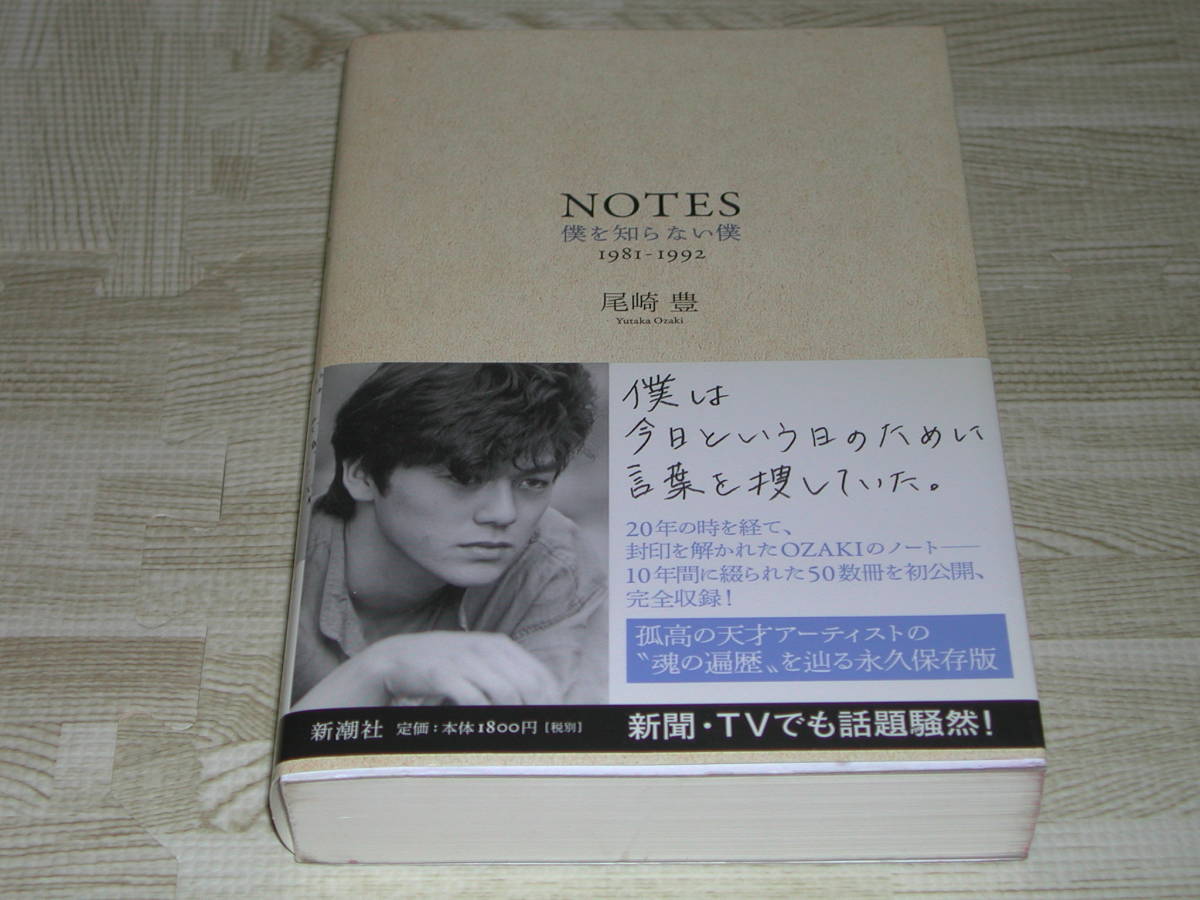 NOTES
僕を知らない僕
1981-1992
尾崎 豊
Yutaka Ozaki
僕は
今日という日のために
言葉を捜していた。
20年の時を経て、
封印を解かれたOZAKIのノート――
10年間に綴られた50数冊を初公開、
完全収録！
孤高の天才アーティストの
〝魂の遍歴〟を辿る永久保存版
新潮社 定価：本体1800円［税別］
新聞・TVでも話題騒然！